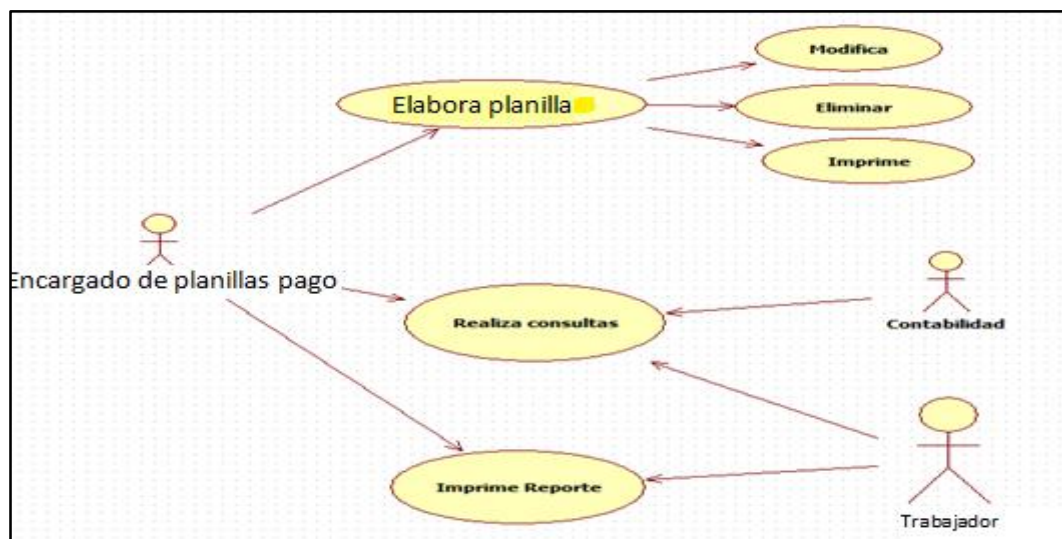 Modifica
Elabora planilla
Eliminar
Imprime
Encargado de planillas pago
Realiza consultas
Contabilidad
Imprime Reporte
Trabajador